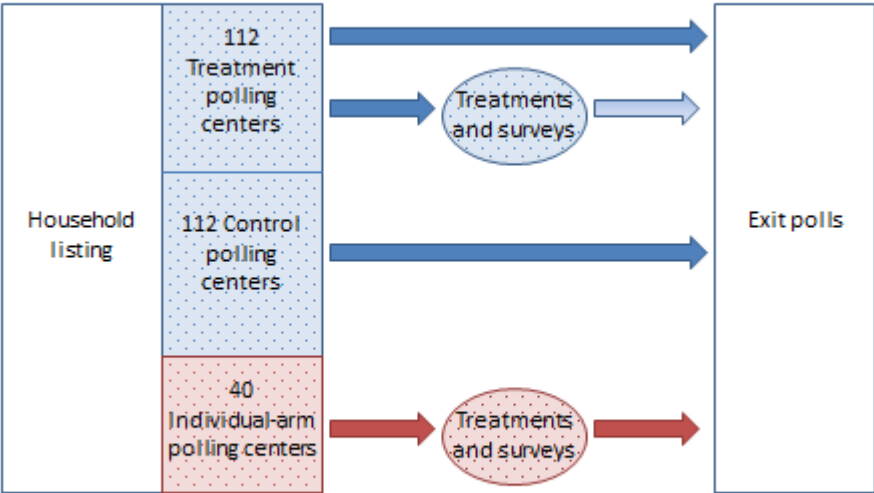 Household
listing
112
Treatment
polling
centers
Treatments
and surveys
112 Control
polling
centers
Exit polls
40
Individual-arm
polling centers
Treatments
and surveys